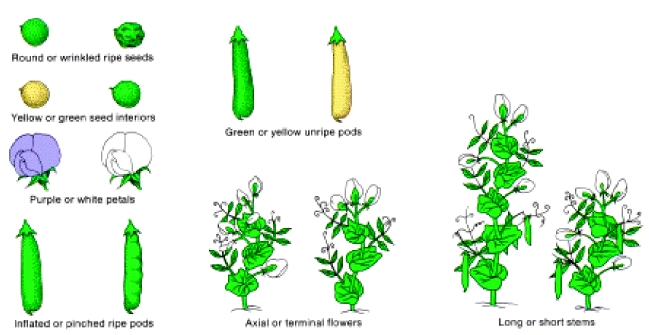 Round or wrinkled ripe seeds
Yellow or green seed interiors
Purple or white petals
Inflated or pinched ripe pods
Green or yellow unripe pods
Axial or terminal flowers
Long or short stems